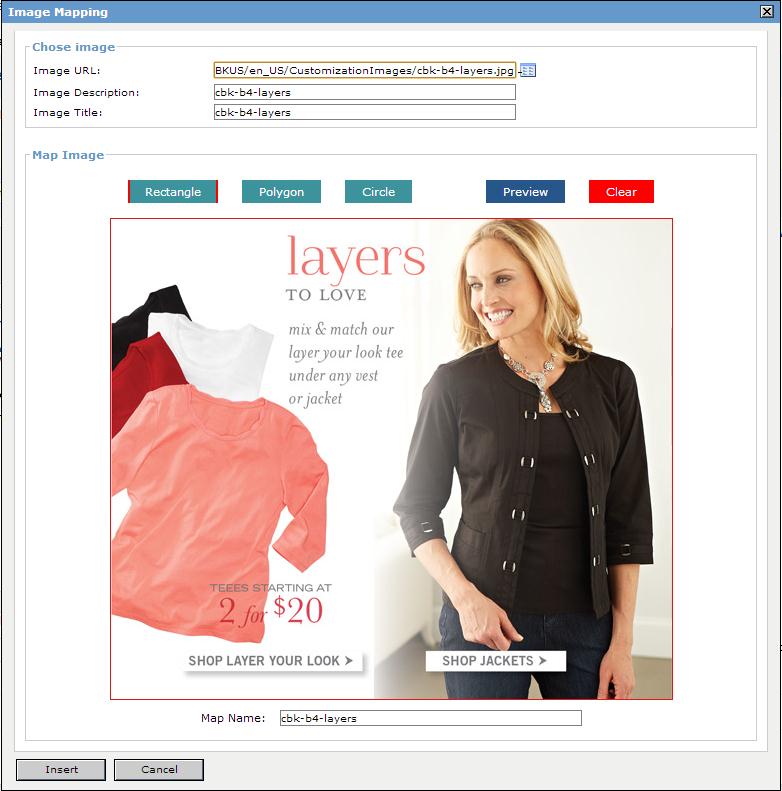 Image Mapping
Chose image
Image URL: BKUS/en_US/CustomizationImages/cbk-b4-layers.jpg
Image Description: cbk-b4-layers
Image Title: cbk-b4-layers
Map Image
Rectangle Polygon Circle Preview Clear
layers
TO LOVE
mix & match our
layer your look tee
under any vest
or jacket
TEEES STARTING AT
2 for $20
SHOP LAYER YOUR LOOK
SHOP JACKETS
Map Name: cbk-b4-layers
Insert Cancel